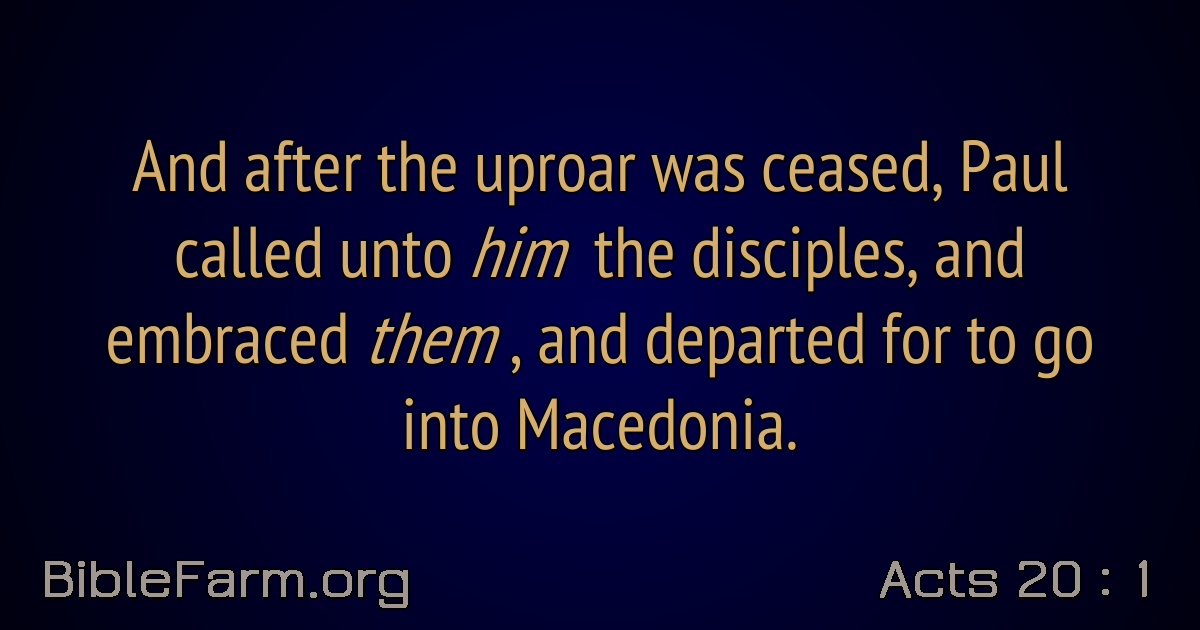 And after the uproar was ceased, Paul
called unto him the disciples, and
embraced them , and departed for to go
into Macedonia.
BibleFarm.org
Acts 20 : 1